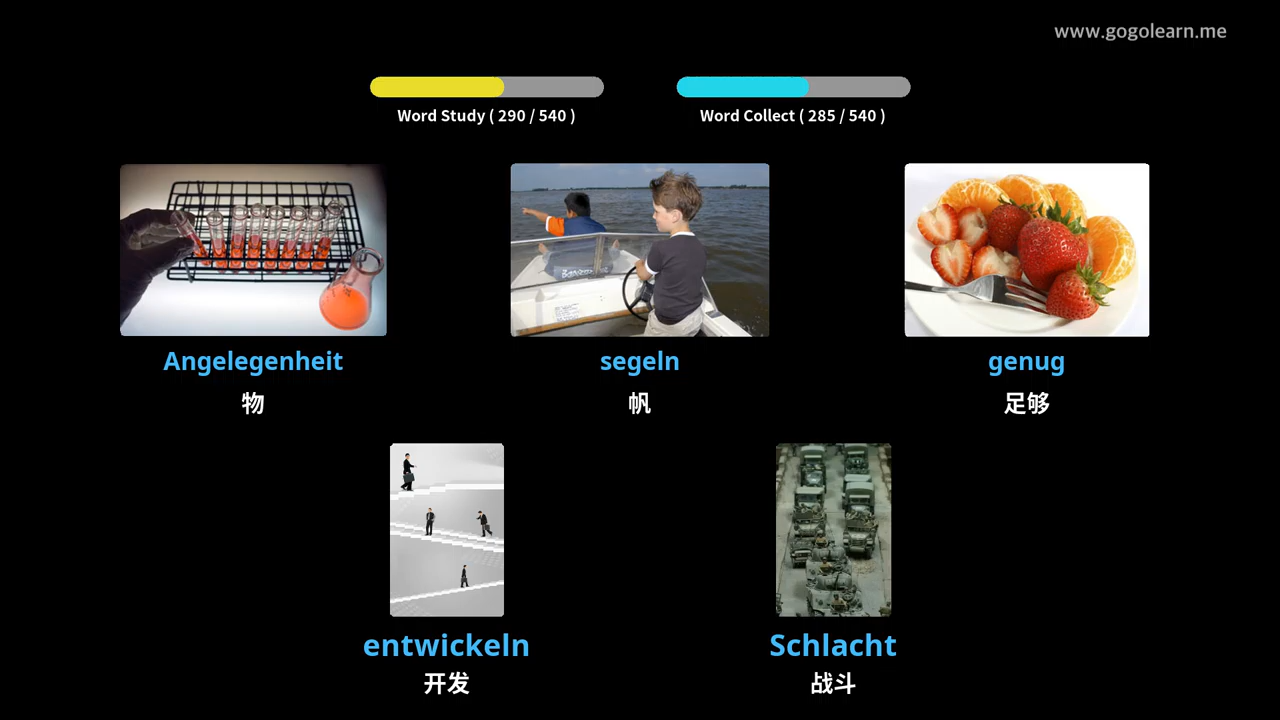 www.gogolearn.me
Word Study ( 290 / 540 )
Word Collect ( 285 / 540 )
Angelegenheit
物
segeln
帆
genug
足够
entwickeln
开发
Schlacht
战斗